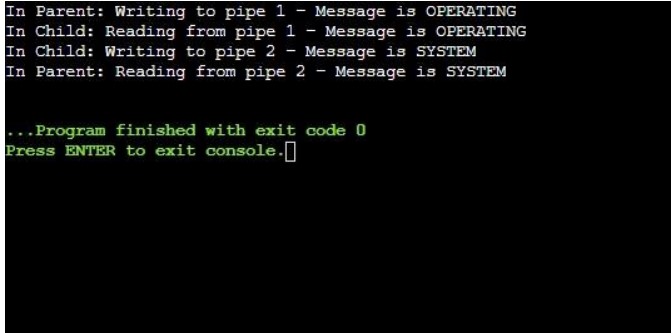 In Parent: Writing to pipe 1 – Message is OPERATING
In Child: Reading from pipe 1 – Message is OPERATING
In Child: Writing to pipe 2 – Message is SYSTEM
In Parent: Reading from pipe 2 – Message is SYSTEM
...Program finished with exit code 0
Press ENTER to exit console.